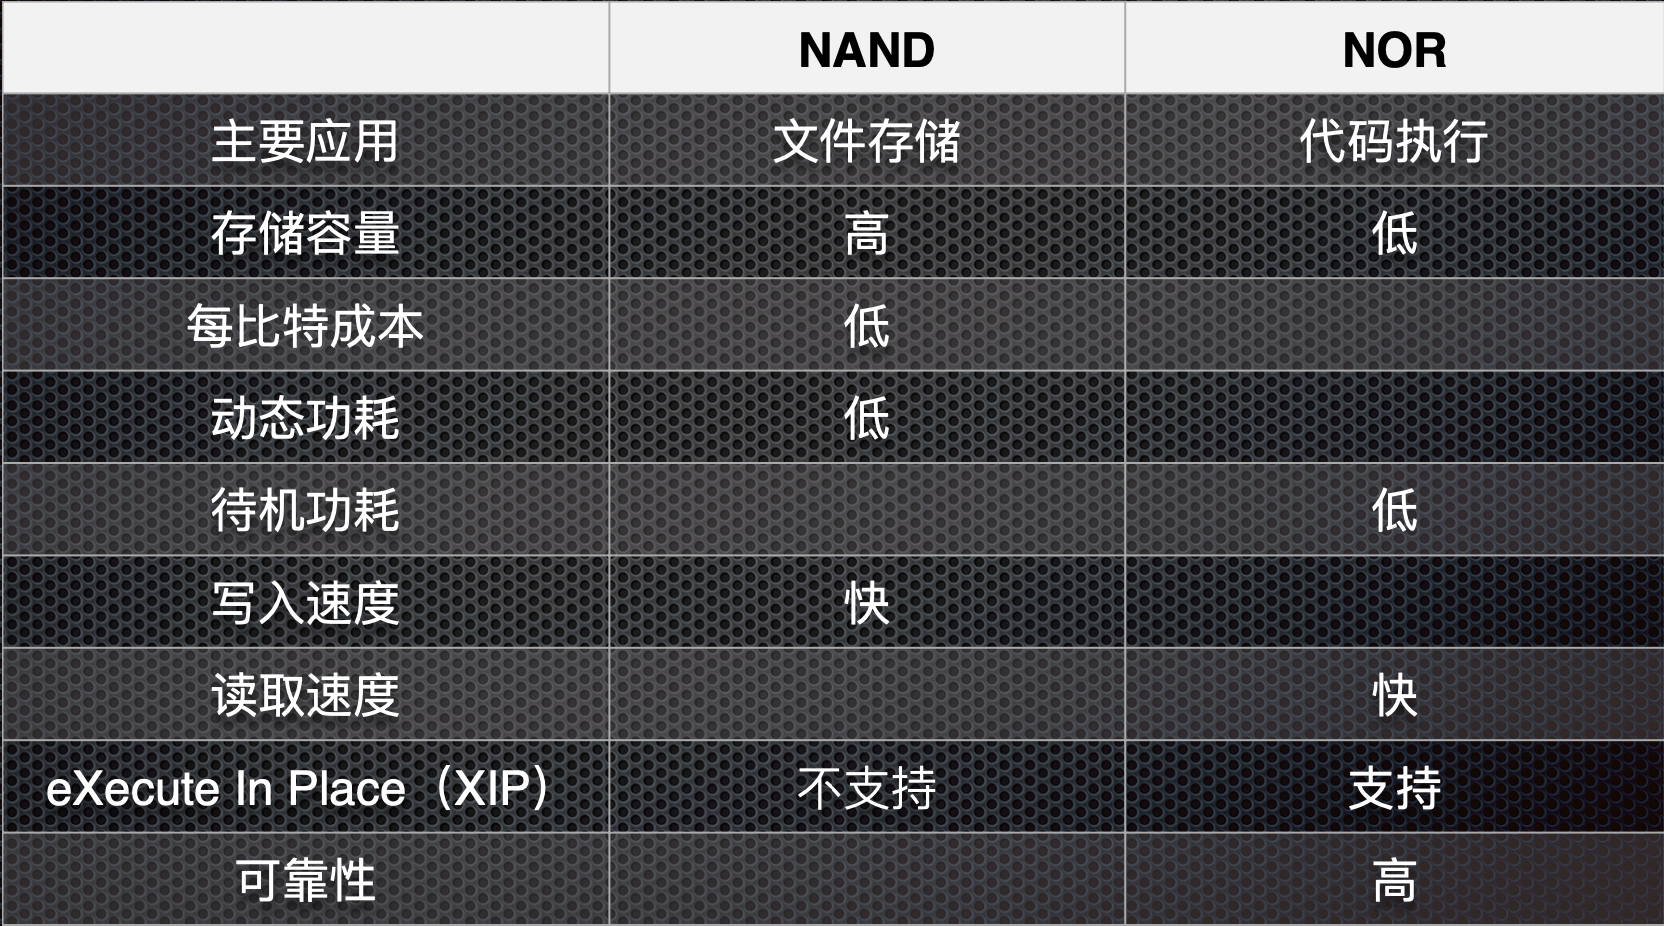 NAND NOR
主要应用 文件存储 代码执行
存储容量 高 低
每比特成本 低
动态功耗 低
待机功耗 低
写入速度 快
读取速度 快
eXecute In Place（XIP） 不支持 支持
可靠性 高